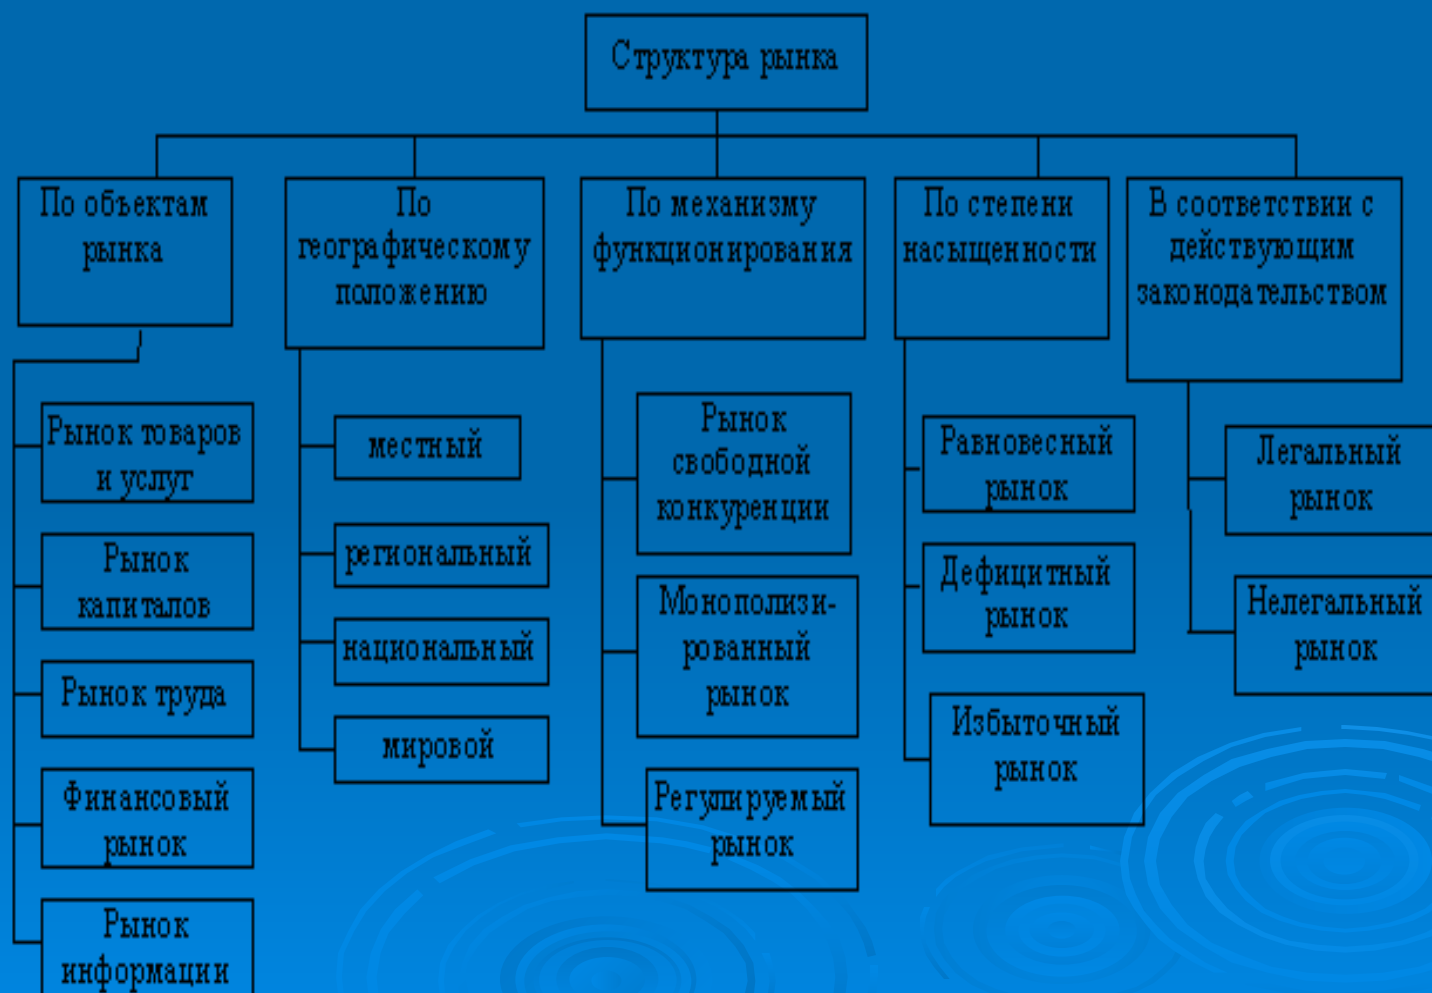 Структура рынка
По объектам
рынка
Рынок товаров
и услуг
Рынок
капиталов
Рынок труда
Финансовый
рынок
Рынок
информации
По
географическому
положению
местный
региональный
национальный
мировой
По механизму
функционирования
Рынок
свободной
конкуренции
Монополизи-
рованный
рынок
Регулируемый
рынок
По степени
насыщенности
Равновесный
рынок
Дефицитный
рынок
Избыточный
рынок
В соответствии с
действующим
законодательством
Легальный
рынок
Нелегальный
рынок